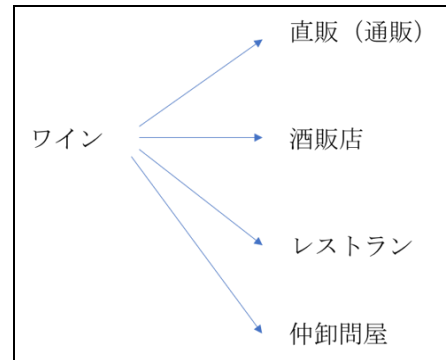 直販（通販）
ワイン
酒販店
レストラン
仲卸問屋